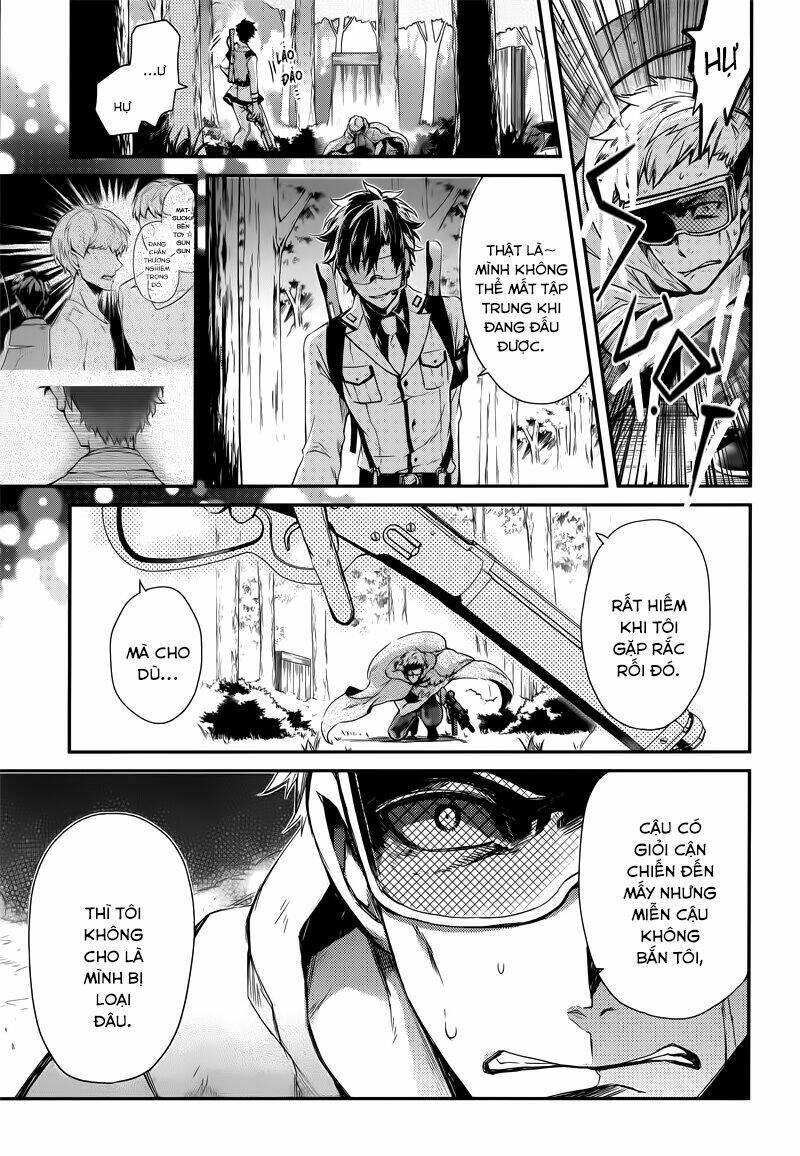 HỰ
LẢO
ĐẢO
...Ư
HỰ
THẬT LÀ~
MÌNH KHÔNG
THỂ MẤT TẬP
TRUNG KHI
ĐANG ĐẤU
ĐƯỢC.
MAT-
SUOKA
BÊN
TOY☆
GUN
GUN
ĐANG CHẤN
THƯƠNG
NGHIÊM
TRỌNG
ĐÓ.
RẤT HIẾM
KHI TÔI
GẶP RẮC
RỐI ĐÓ.
MÀ CHO
DÙ...
CẬU CÓ
GIỎI CẬN
CHIẾN ĐẾN
MẤY NHƯNG
MIỄN CẬU
KHÔNG
BẮN TÔI,
THÌ TÔI
KHÔNG
CHO LÀ
MÌNH BỊ
LOẠI
ĐÂU.